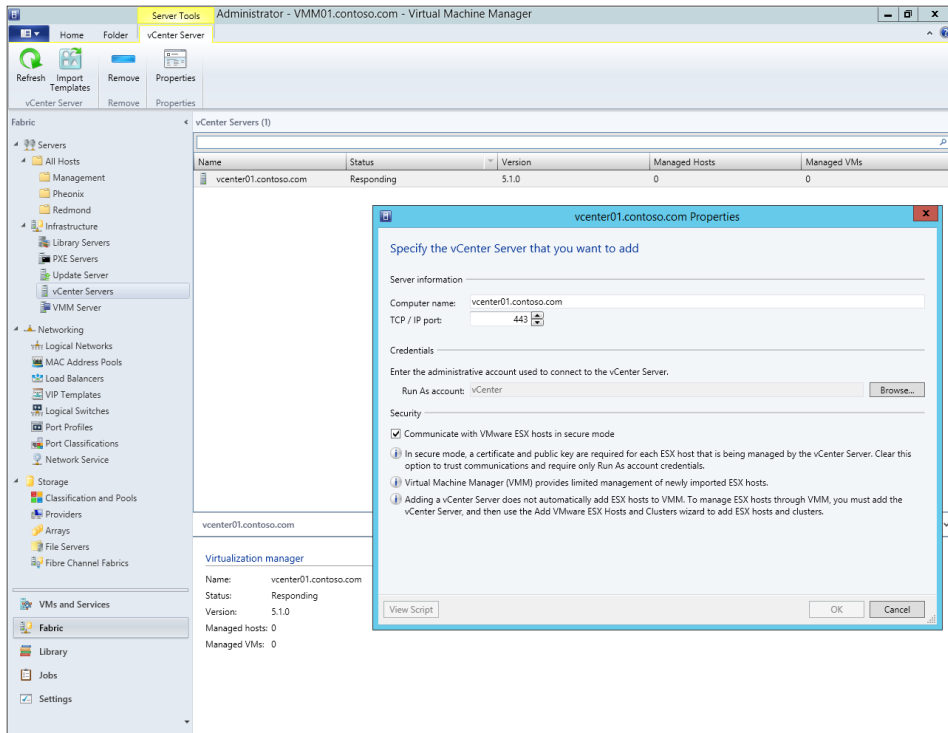 Server Tools
Administrator - VMM01.contoso.com - Virtual Machine Manager
Home
Folder
vCenter Server
Refresh
Import Templates
Remove
Properties
vCenter Server
Remove
Properties
Fabric
Servers
All Hosts
Management
Pheonix
Redmond
Infrastructure
Library Servers
PXE Servers
Update Server
vCenter Servers
VMM Server
Networking
Logical Networks
MAC Address Pools
Load Balancers
VIP Templates
Logical Switches
Port Profiles
Port Classifications
Network Service
Storage
Classification and Pools
Providers
Arrays
File Servers
Fibre Channel Fabrics
VMs and Services
Fabric
Library
Jobs
Settings
vCenter Servers (1)
Name Status Version Managed Hosts Managed VMs
vcenter01.contoso.com Responding 5.1.0 0 0
vcenter01.contoso.com
Virtualization manager
Name: vcenter01.contoso.com
Status: Responding
Version: 5.1.0
Managed hosts: 0
Managed VMs: 0
vcenter01.contoso.com Properties
x
Specify the vCenter Server that you want to add
Server information
Computer name: vcenter01.contoso.com
TCP / IP port: 443
Credentials
Enter the administrative account used to connect to the vCenter Server.
Run As account: vCenter Browse...
Security
Communicate with VMware ESX hosts in secure mode
In secure mode, a certificate and public key are required for each ESX host that is being managed by the vCenter Server. Clear this
option to trust communications and require only Run As account credentials.
Virtual Machine Manager (VMM) provides limited management of newly imported ESX hosts.
Adding a vCenter Server does not automatically add ESX hosts to VMM. To manage ESX hosts through VMM, you must add the
vCenter Server, and then use the Add VMware ESX Hosts and Clusters wizard to add ESX hosts and clusters.
View Script
OK
Cancel